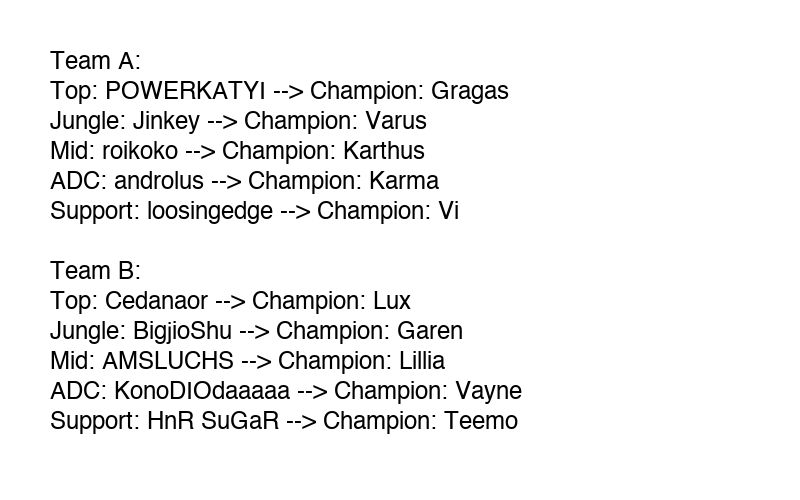 Team A:
Top: POWERKATYI --> Champion: Gragas
Jungle: Jinkey --> Champion: Varus
Mid: roikoko --> Champion: Karthus
ADC: androlus --> Champion: Karma
Support: loosingedge --> Champion: Vi
Team B:
Top: Cedanaor --> Champion: Lux
Jungle: BigjioShu --> Champion: Garen
Mid: AMSLUCHS --> Champion: Lillia
ADC: KonoDIOdaaaaa --> Champion: Vayne
Support: HnR SuGaR --> Champion: Teemo